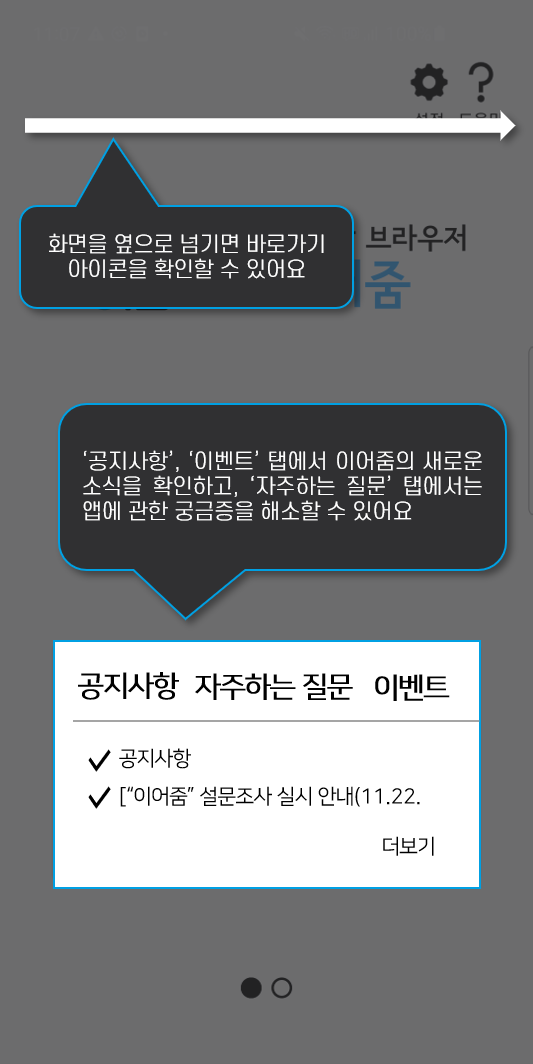 화면을 옆으로 넘기면 바로가기
아이콘을 확인할 수 있어요
브라우저
줌
‘공지사항’, ‘이벤트’ 탭에서 이어줌의 새로운
소식을 확인하고, ‘자주하는 질문’ 탭에서는
앱에 관한 궁금증을 해소할 수 있어요
공지사항 자주하는 질문 이벤트
공지사항
[“이어줌” 설문조사 실시 안내(11.22.
더보기